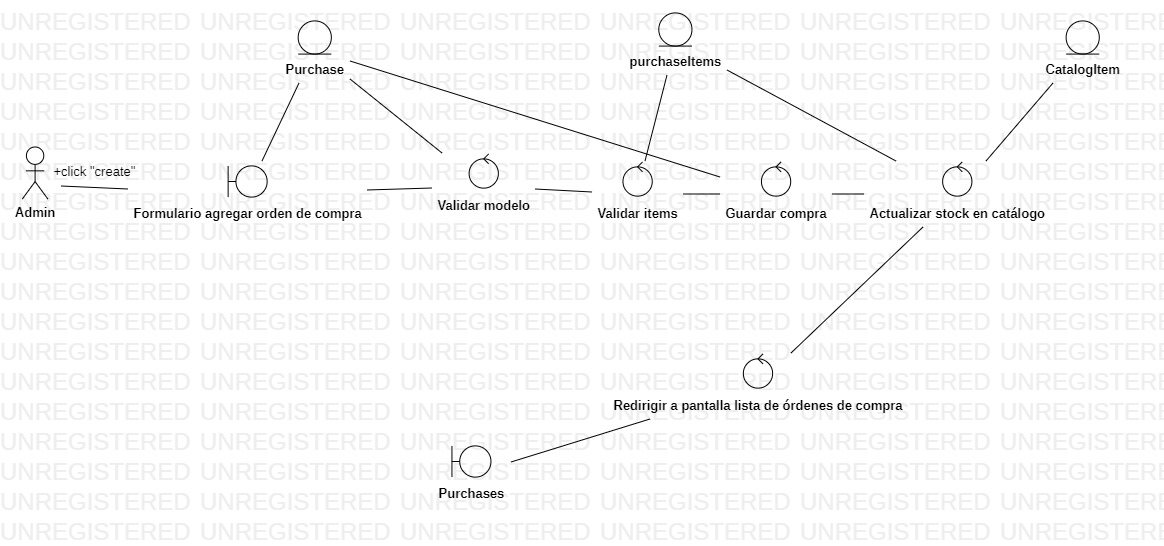 UNREGISTERED UNREGISTERED UNREGISTERED UNREGISTERED UNREGISTERED UNREGISTERED
Purchase
purchaseItems
CatalogItem
+click "create"
Admin
Formulario agregar orden de compra
Validar modelo
Validar items
Guardar compra
Actualizar stock en catálogo
Redirigir a pantalla lista de órdenes de compra
Purchases